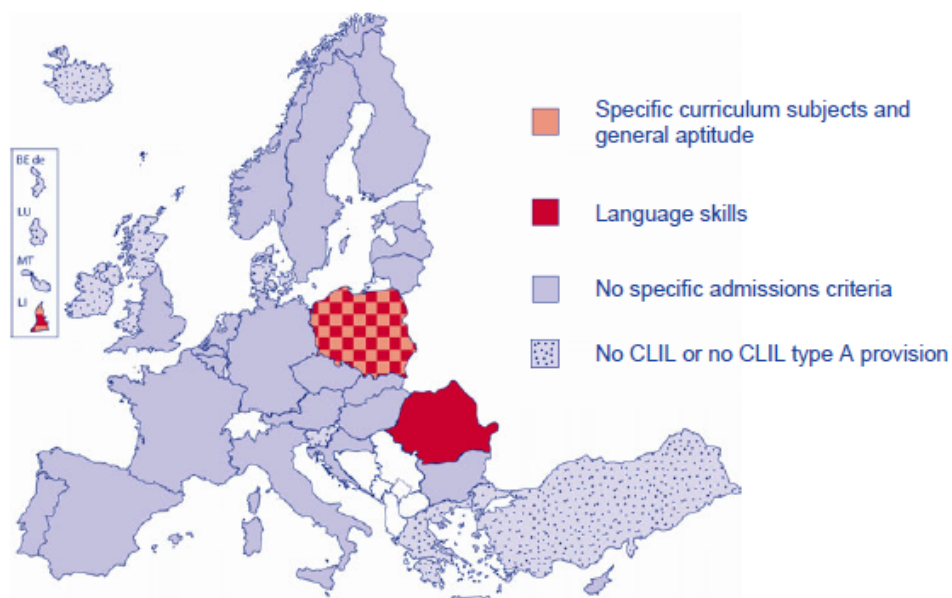 BE de
LU
MT
LI
Specific curriculum subjects and
general aptitude
Language skills
No specific admissions criteria
No CLIL or no CLIL type A provision